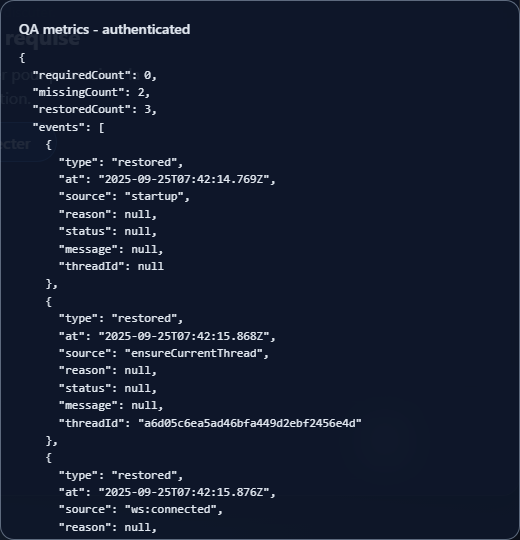 QA metrics - authenticated
requise
{
"requiredCount": 0,
"missingCount": 2,
"restoredCount": 3,
"events": [
{
"type": "restored",
"at": "2025-09-25T07:42:14.769Z",
"source": "startup",
"reason": null,
"status": null,
"message": null,
"threadId": null
},
{
"type": "restored",
"at": "2025-09-25T07:42:15.868Z",
"source": "ensureCurrentThread",
"reason": null,
"status": null,
"message": null,
"threadId": "a6d05c6ea5ad46bfa449d2ebf2456e4d"
},
{
"type": "restored",
"at": "2025-09-25T07:42:15.876Z",
"source": "ws:connected",
"reason": null,